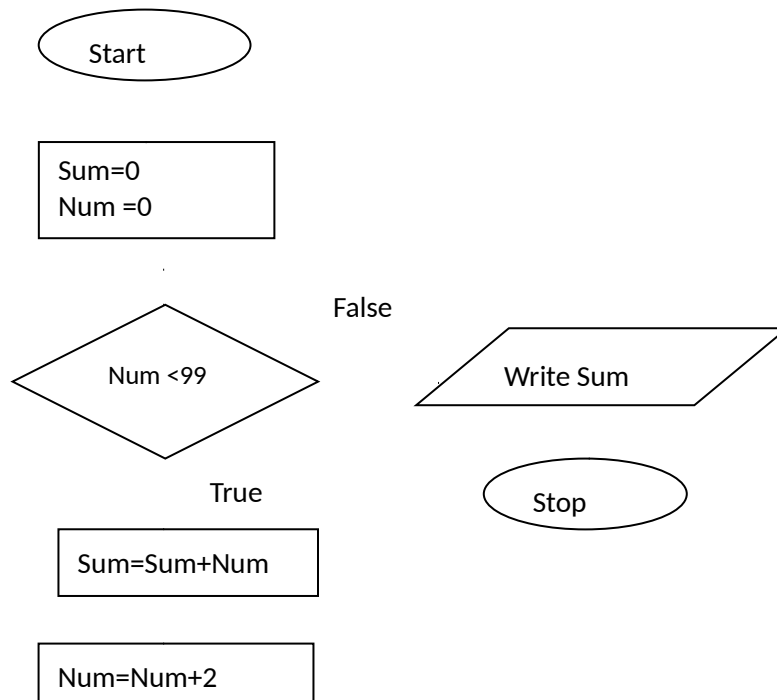 Start
Sum=0
Num =0
False
Num <99
Write Sum
True
Stop
Sum=Sum+Num
Num=Num+2